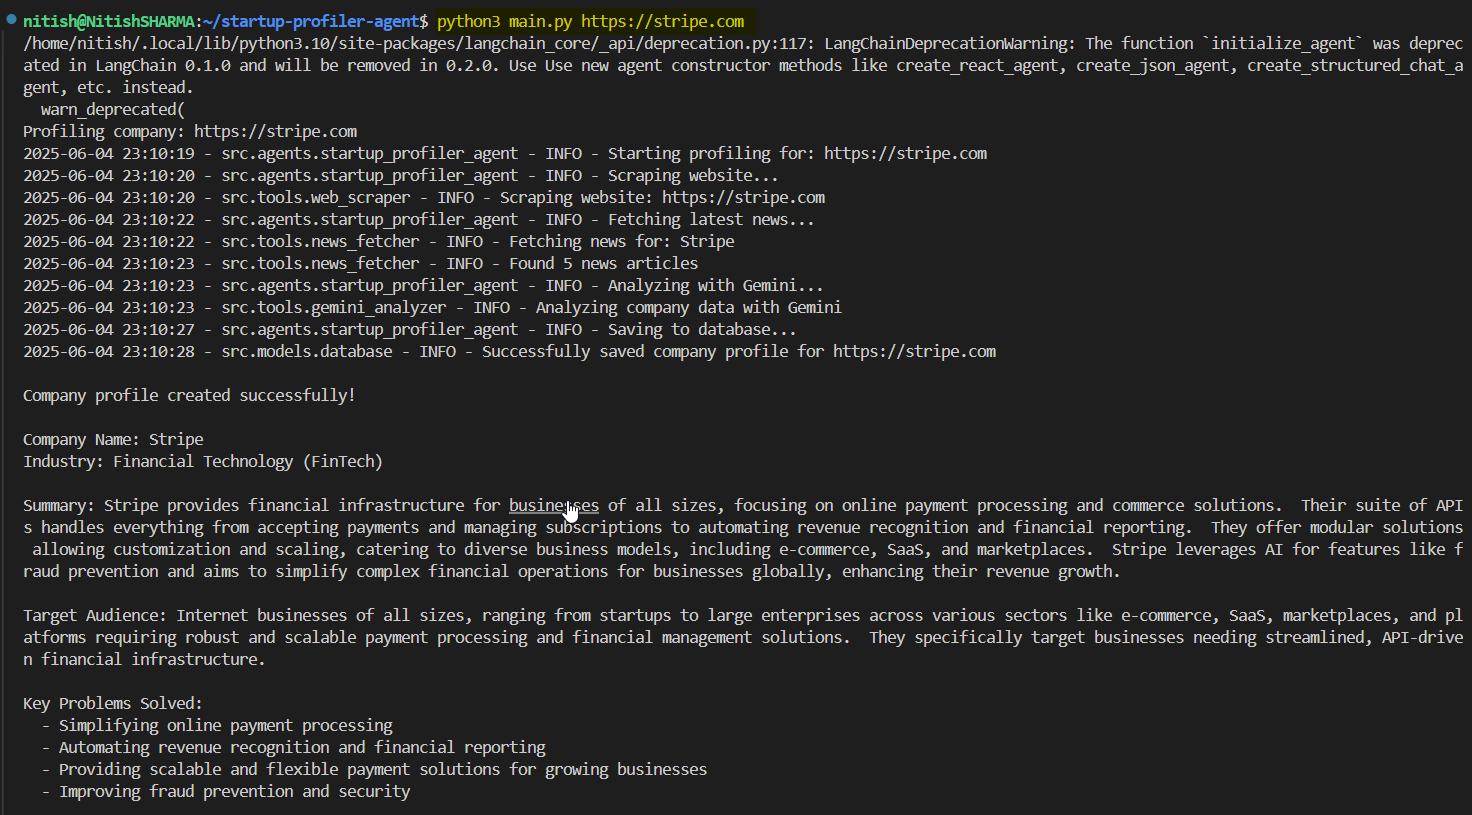 nitish@NitishSHARMA:~/startup-profiler-agent$ python3 main.py https://stripe.com
/home/nitish/.local/lib/python3.10/site-packages/langchain_core/_api/deprecation.py:117: LangChainDeprecationWarning: The function `initialize_agent` was deprec
ated in LangChain 0.1.0 and will be removed in 0.2.0. Use Use new agent constructor methods like create_react_agent, create_json_agent, create_structured_chat_a
gent, etc. instead.
  warn_deprecated(
Profiling company: https://stripe.com
2025-06-04 23:10:19 - src.agents.startup_profiler_agent - INFO - Starting profiling for: https://stripe.com
2025-06-04 23:10:20 - src.agents.startup_profiler_agent - INFO - Scraping website...
2025-06-04 23:10:20 - src.tools.web_scraper - INFO - Scraping website: https://stripe.com
2025-06-04 23:10:22 - src.agents.startup_profiler_agent - INFO - Fetching latest news...
2025-06-04 23:10:22 - src.tools.news_fetcher - INFO - Fetching news for: Stripe
2025-06-04 23:10:23 - src.tools.news_fetcher - INFO - Found 5 news articles
2025-06-04 23:10:23 - src.agents.startup_profiler_agent - INFO - Analyzing with Gemini...
2025-06-04 23:10:23 - src.tools.gemini_analyzer - INFO - Analyzing company data with Gemini
2025-06-04 23:10:27 - src.agents.startup_profiler_agent - INFO - Saving to database...
2025-06-04 23:10:28 - src.models.database - INFO - Successfully saved company profile for https://stripe.com

Company profile created successfully!

Company Name: Stripe
Industry: Financial Technology (FinTech)

Summary: Stripe provides financial infrastructure for businesses of all sizes, focusing on online payment processing and commerce solutions.  Their suite of API
s handles everything from accepting payments and managing subscriptions to automating revenue recognition and financial reporting.  They offer modular solutions
 allowing customization and scaling, catering to diverse business models, including e-commerce, SaaS, and marketplaces.  Stripe leverages AI for features like f
raud prevention and aims to simplify complex financial operations for businesses globally, enhancing their revenue growth.

Target Audience: Internet businesses of all sizes, ranging from startups to large enterprises across various sectors like e-commerce, SaaS, marketplaces, and pl
atforms requiring robust and scalable payment processing and financial management solutions.  They specifically target businesses needing streamlined, API-drive
n financial infrastructure.

Key Problems Solved:
  - Simplifying online payment processing
  - Automating revenue recognition and financial reporting
  - Providing scalable and flexible payment solutions for growing businesses
  - Improving fraud prevention and security